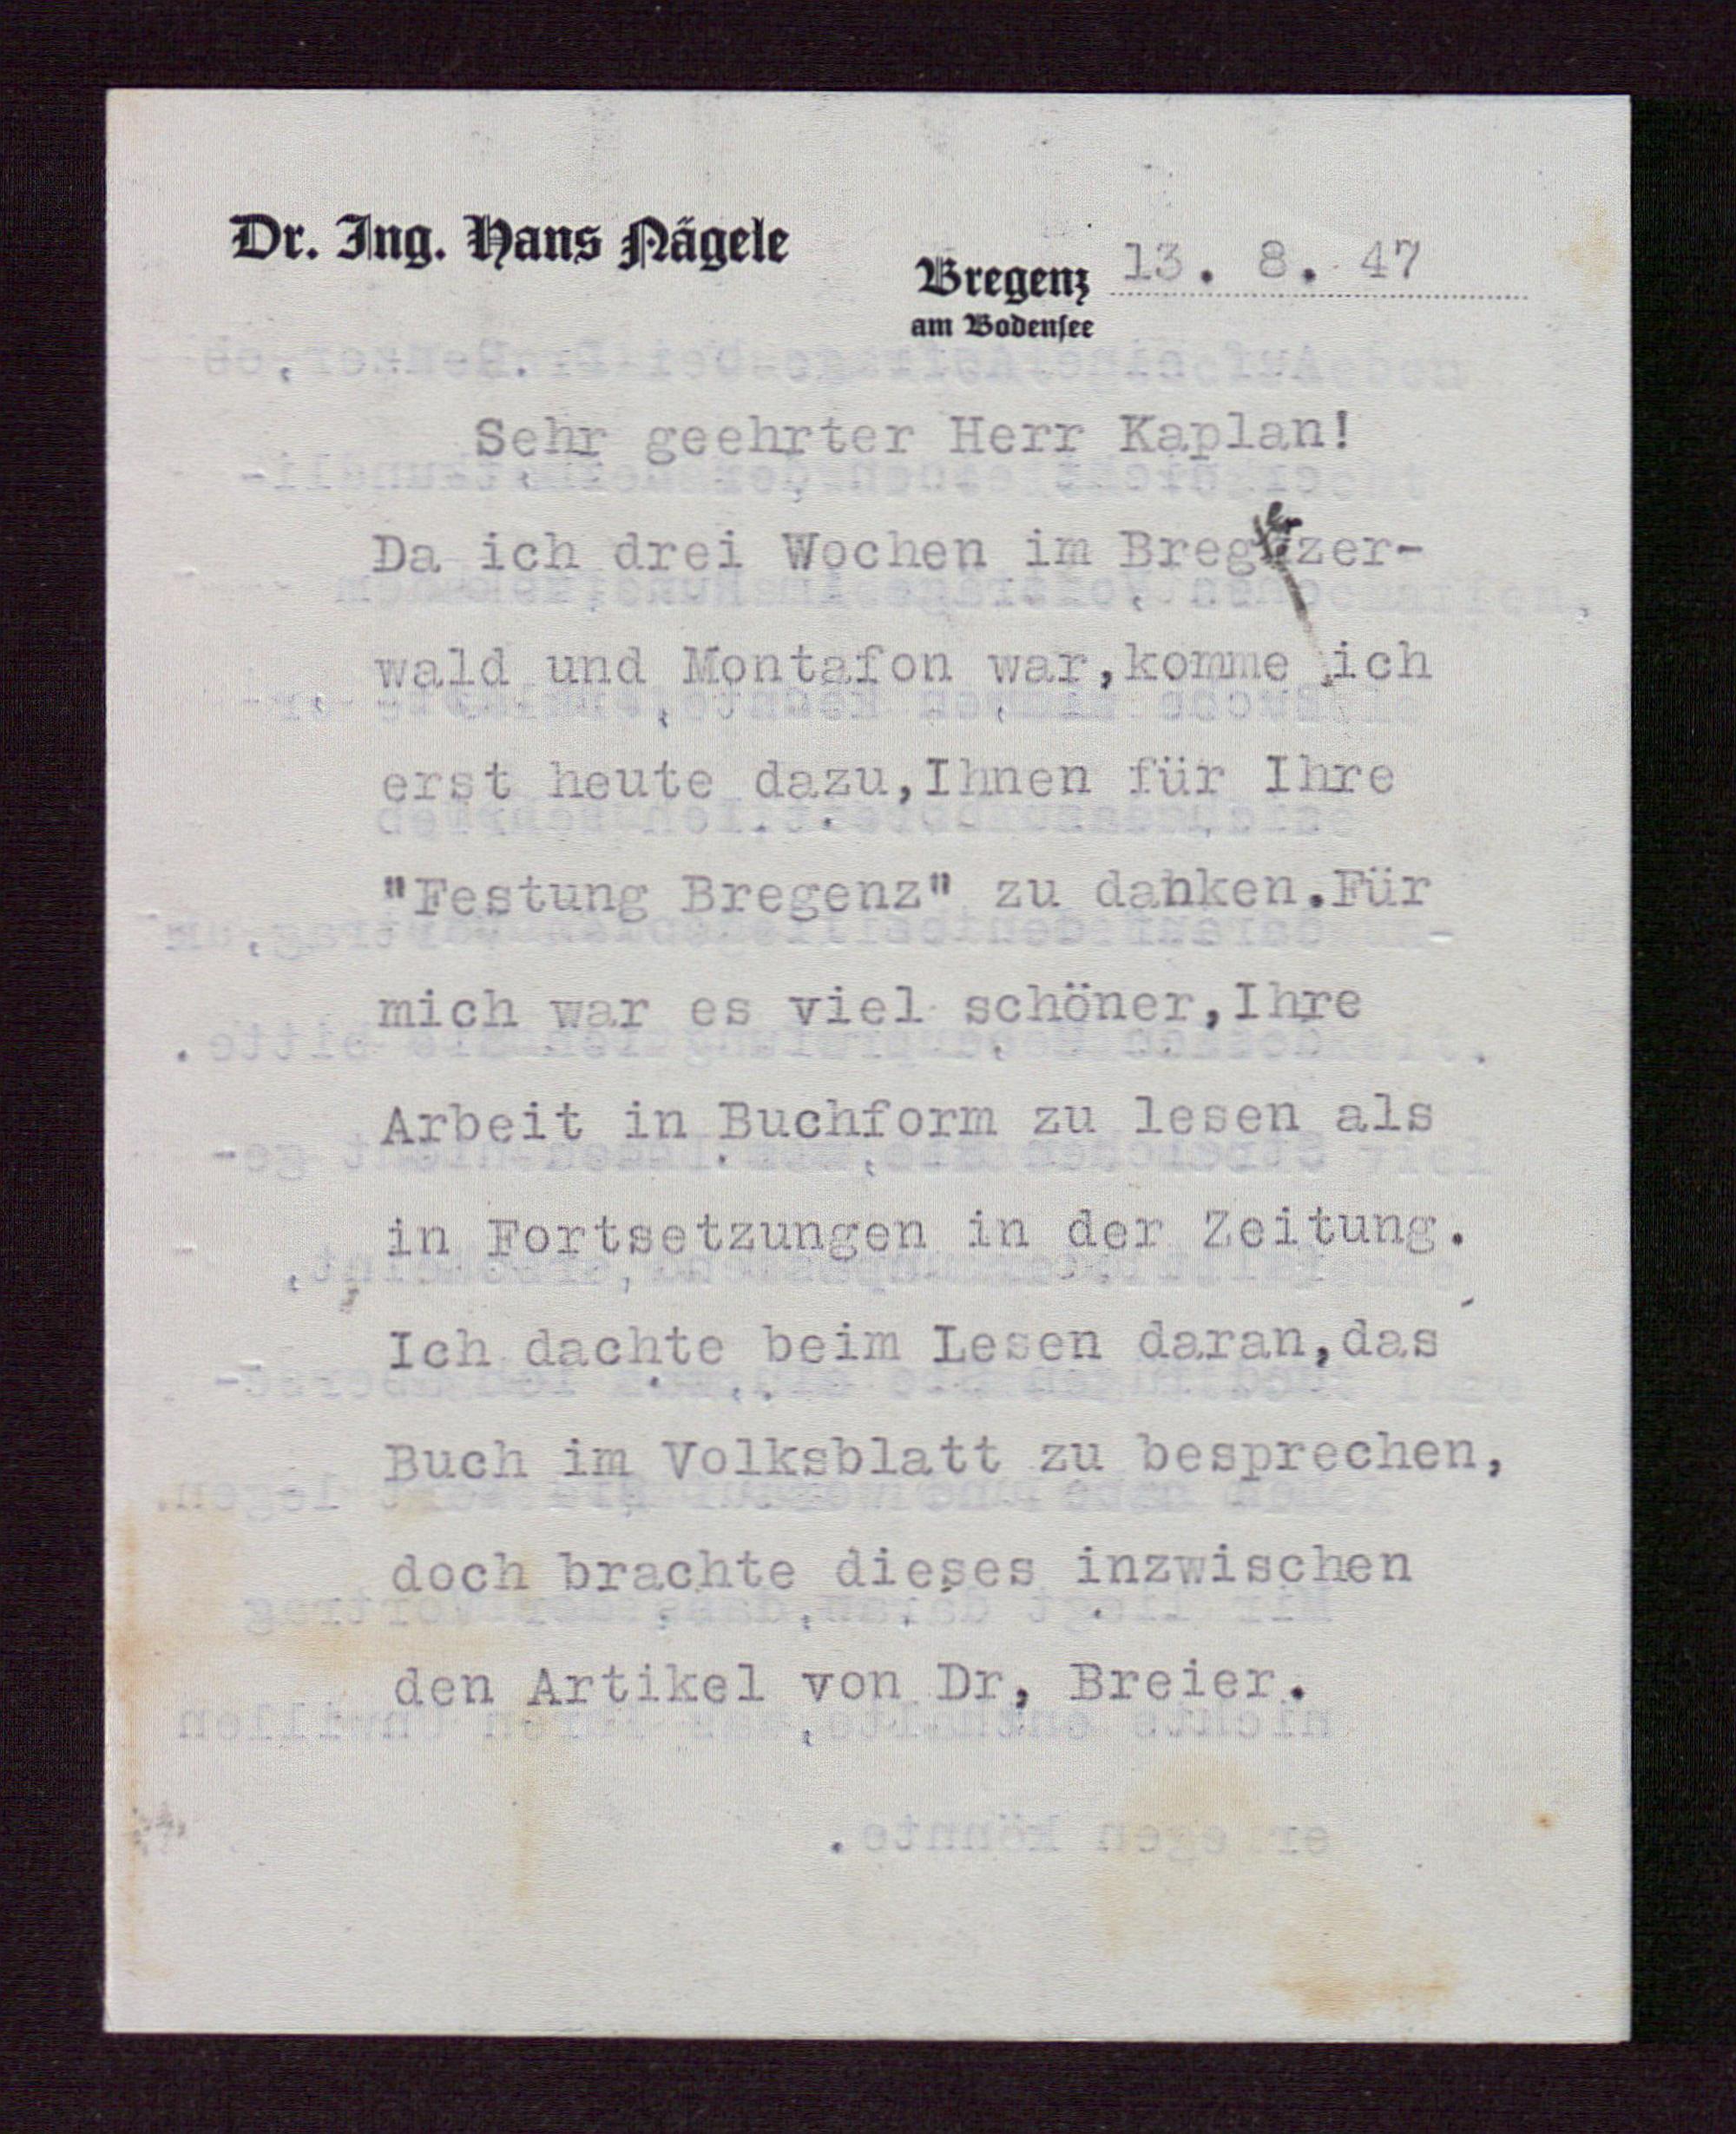 Dr. Ing. Hans Nägele
Bregenz 13. 8. 47
am Bodensee
Sehr geehrter Herr Kaplan!
Da ich drei Wochen im Bregezer-
wald und Montafon war,komme ich
erst heute dazu,Ihnen für Ihre
"Festung Bregenz" zu danken.Für
mich war es viel schöner,Ihre
Arbeit in Buchform zu lesen als
in Fortsetzungen in der Zeitung.
Ich dachte beim Lesen daran,das
Buch im Volksblatt zu besprechen,
doch brachte dieses inzwischen
den Artikel von Dr, Breier.